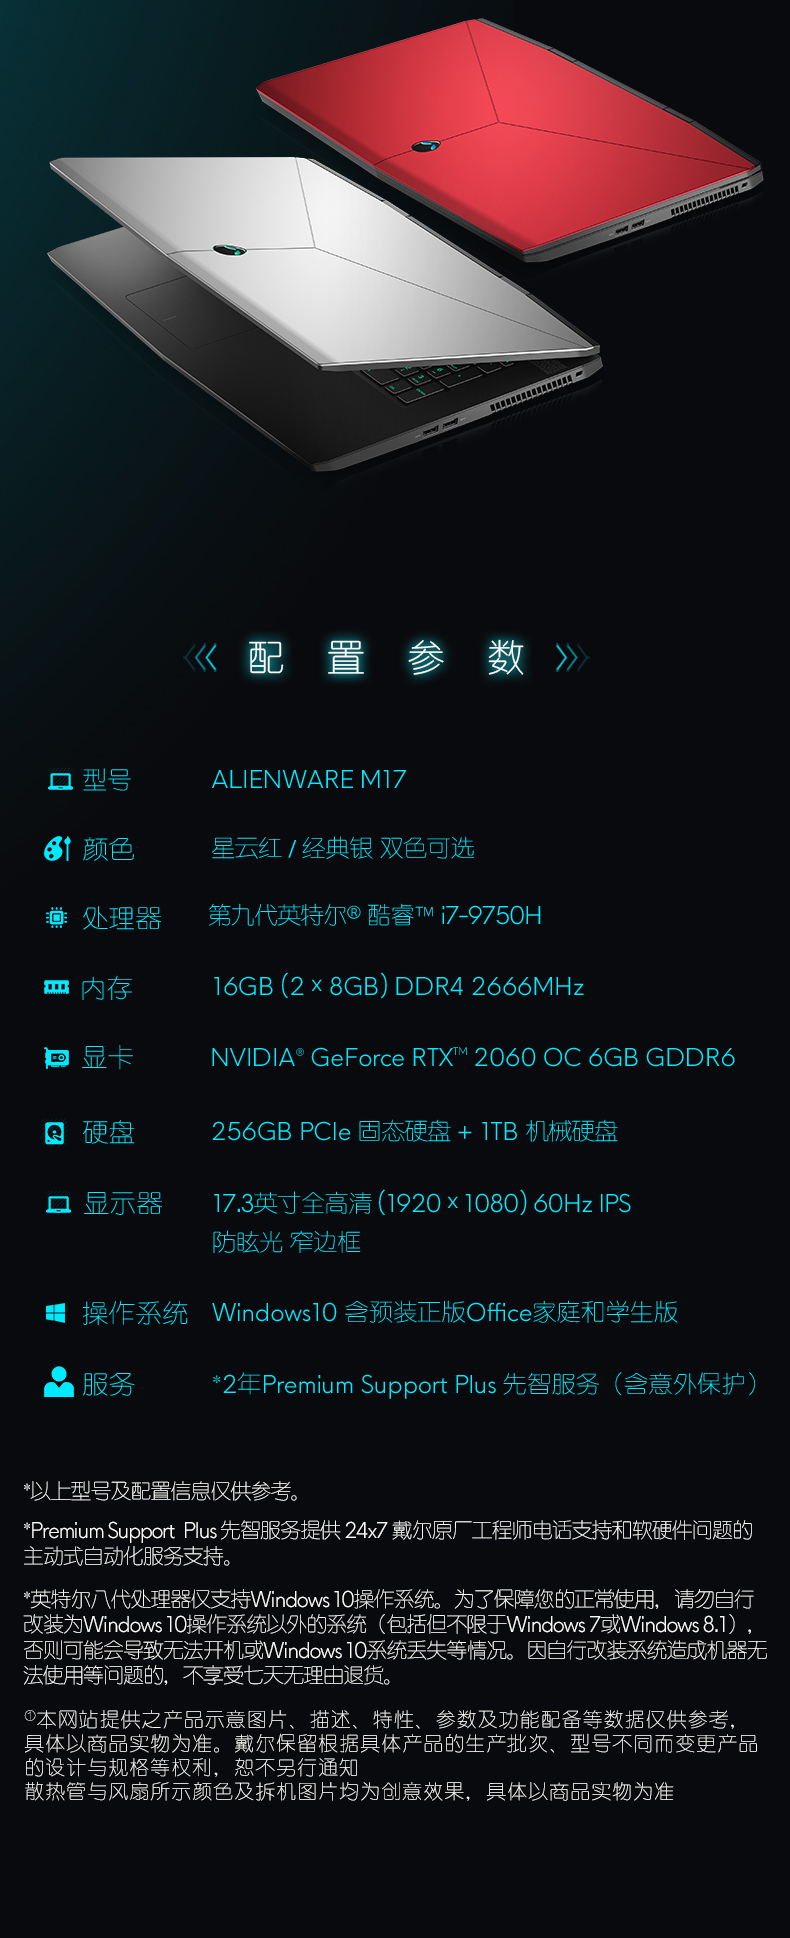 配置参数
型号 ALIENWARE M17
颜色 星云红 / 经典银 双色可选
处理器 第九代英特尔® 酷睿™ i7-9750H
内存 16GB (2 x 8GB) DDR4 2666MHz
显卡 NVIDIA® GeForce RTX™ 2060 OC 6GB GDDR6
硬盘 256GB PCIe 固态硬盘 + 1TB 机械硬盘
显示器 17.3英寸全高清 (1920 x 1080) 60Hz IPS
防眩光 窄边框
操作系统 Windows10 含预装正版Office家庭和学生版
服务 *2年Premium Support Plus 先智服务（含意外保护）
*以上型号及配置信息仅供参考。
*Premium Support Plus 先智服务提供 24x7 戴尔原厂工程师电话支持和软硬件问题的
主动式自动化服务支持。
*英特尔八代处理器仅支持Windows 10操作系统。为了保障您的正常使用，请勿自行
改装为Windows 10操作系统以外的系统（包括但不限于Windows 7或Windows 8.1），
否则可能会导致无法开机或Windows 10系统丢失等情况。因自行改装系统造成机器无
法使用等问题的，不享受七天无理由退货。
①本网站提供之产品示意图片、描述、特性、参数及功能配备等数据仅供参考，
具体以商品实物为准。戴尔保留根据具体产品的生产批次、型号不同而变更产品
的设计与规格等权利，恕不另行通知
散热管与风扇所示颜色及拆机图片均为创意效果，具体以商品实物为准